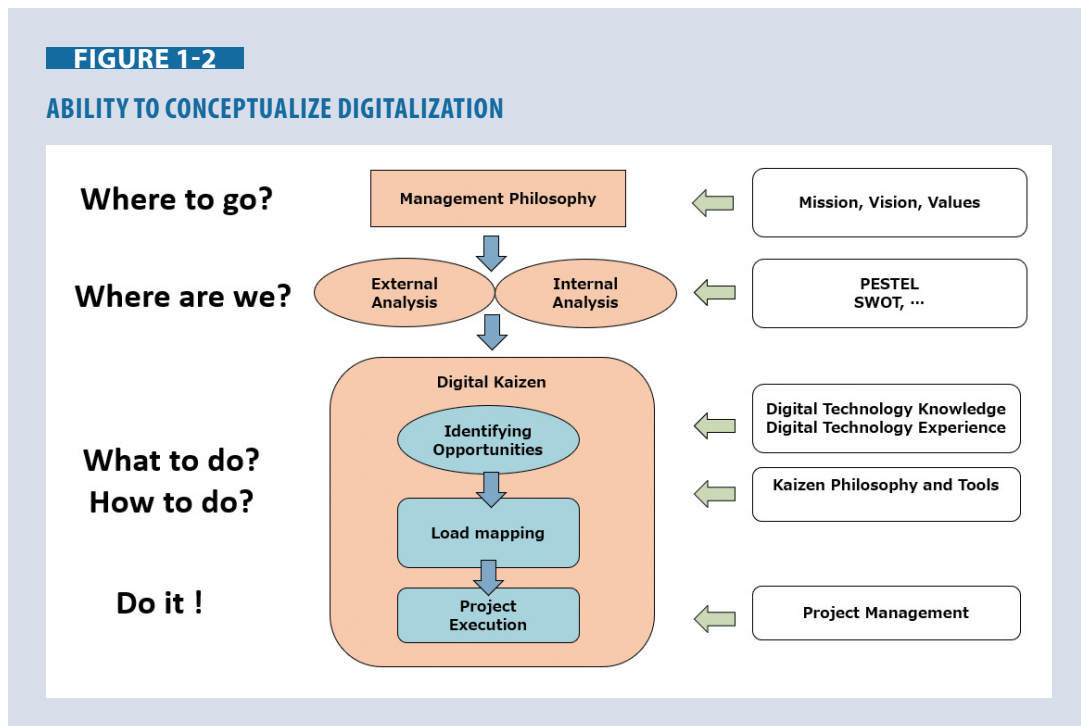 FIGURE 1-2
ABILITY TO CONCEPTUALIZE DIGITALIZATION
Where to go?
Management Philosophy
Mission, Vision, Values
Where are we?
External
Analysis
Internal
Analysis
PESTEL
SWOT, ···
Digital Kaizen
What to do?
How to do?
Identifying
Opportunities
Digital Technology Knowledge
Digital Technology Experience
Load mapping
Kaizen Philosophy and Tools
Do it !
Project
Execution
Project Management